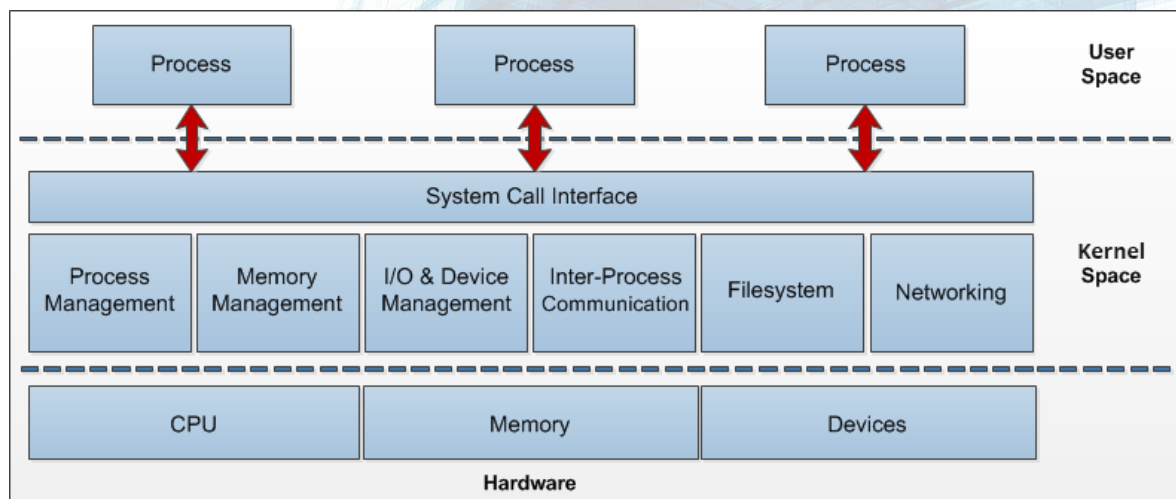 Process
Process
Process
User
Space
System Call Interface
Process
Management
Memory
Management
I/O & Device
Management
Inter-Process
Communication
Filesystem
Networking
Kernel
Space
CPU
Memory
Devices
Hardware